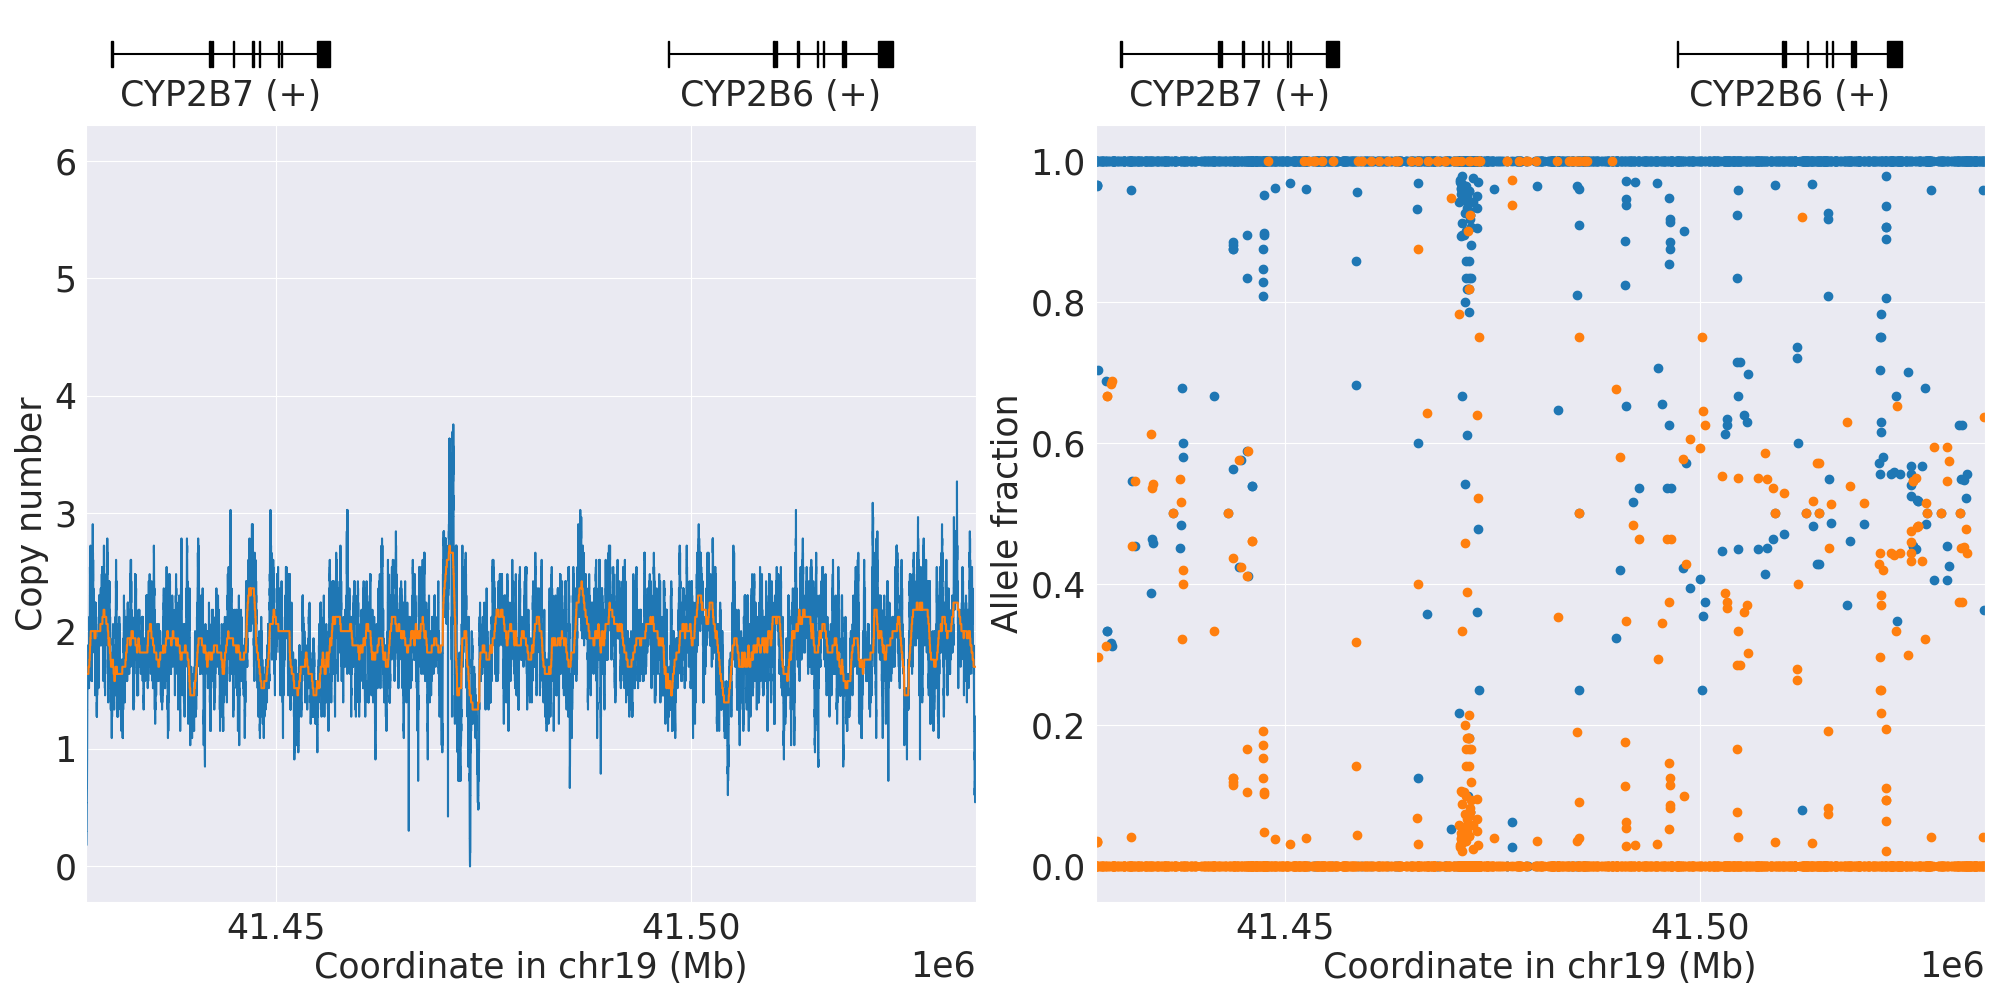 CYP2B7 (+)
CYP2B6 (+)
6
5
4
3
2
1
0
Copy number
41.45
41.50
Coordinate in chr19 (Mb)
1e6
CYP2B7 (+)
CYP2B6 (+)
1.0
0.8
0.6
0.4
0.2
0.0
Allele fraction
41.45
41.50
Coordinate in chr19 (Mb)
1e6